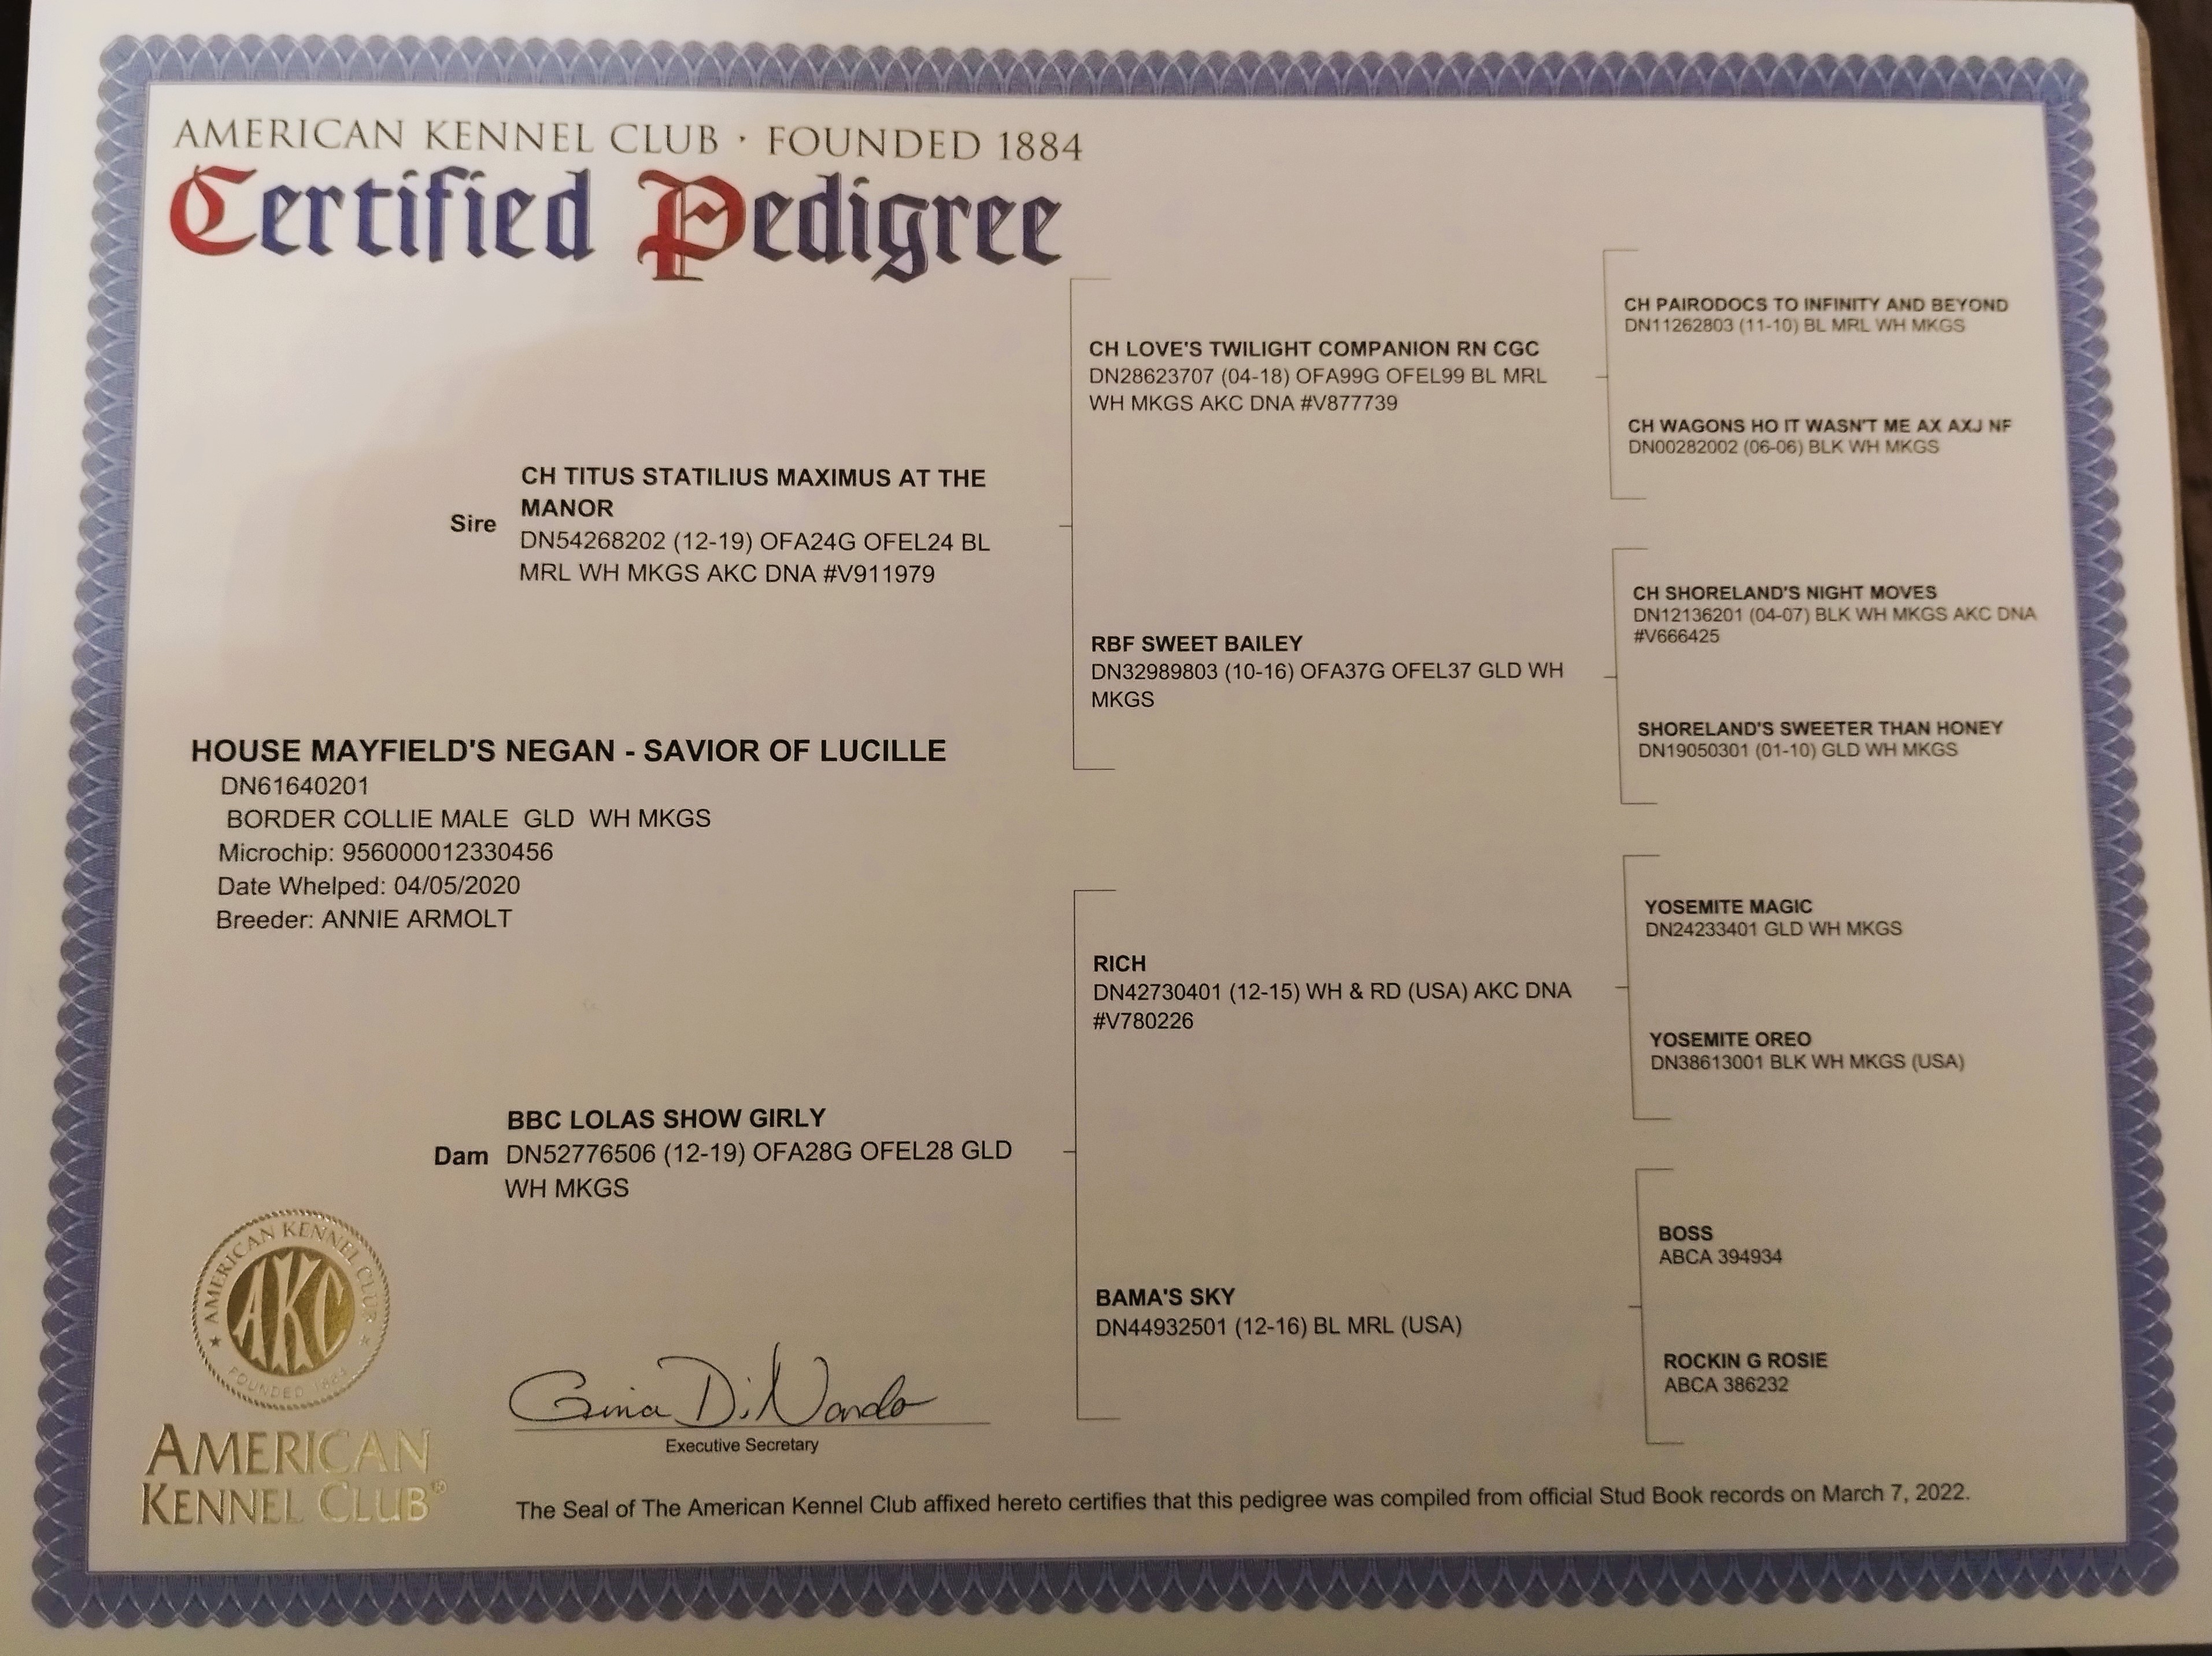 AMERICAN KENNEL CLUB · FOUNDED 1884
Certified Pedigree
CH PAIRODOCS TO INFINITY AND BEYOND
DN11262803 (11-10) BL MRL WH MKGS
CH LOVE'S TWILIGHT COMPANION RN CGC
DN28623707 (04-18) OFA99G OFEL99 BL MRL
WH MKGS AKC DNA #V877739
CH WAGONS HO IT WASN'T ME AX AXJ NF
DN00282002 (06-06) BLK WH MKGS
Sire
CH TITUS STATILIUS MAXIMUS AT THE
MANOR
DN54268202 (12-19) OFA24G OFEL24 BL
MRL WH MKGS AKC DNA #V911979
CH SHORELAND'S NIGHT MOVES
DN12136201 (04-07) BLK WH MKGS AKC DNA
#V666425
RBF SWEET BAILEY
DN32989803 (10-16) OFA37G OFEL37 GLD WH
MKGS
SHORELAND'S SWEETER THAN HONEY
DN19050301 (01-10) GLD WH MKGS
HOUSE MAYFIELD'S NEGAN - SAVIOR OF LUCILLE
DN61640201
BORDER COLLIE MALE GLD WH MKGS
Microchip: 956000012330456
Date Whelped: 04/05/2020
Breeder: ANNIE ARMOLT
YOSEMITE MAGIC
DN24233401 GLD WH MKGS
RICH
DN42730401 (12-15) WH & RD (USA) AKC DNA
#V780226
YOSEMITE OREO
DN38613001 BLK WH MKGS (USA)
Dam
BBC LOLAS SHOW GIRLY
DN52776506 (12-19) OFA28G OFEL28 GLD
WH MKGS
BOSS
ABCA 394934
BAMA'S SKY
DN44932501 (12-16) BL MRL (USA)
ROCKIN G ROSIE
ABCA 386232
AMERICAN KENNEL CLUB
AKC
FOUNDED 1884
AMERICAN
KENNEL CLUB®
Gina DiNardo
Executive Secretary
The Seal of The American Kennel Club affixed hereto certifies that this pedigree was compiled from official Stud Book records on March 7, 2022.